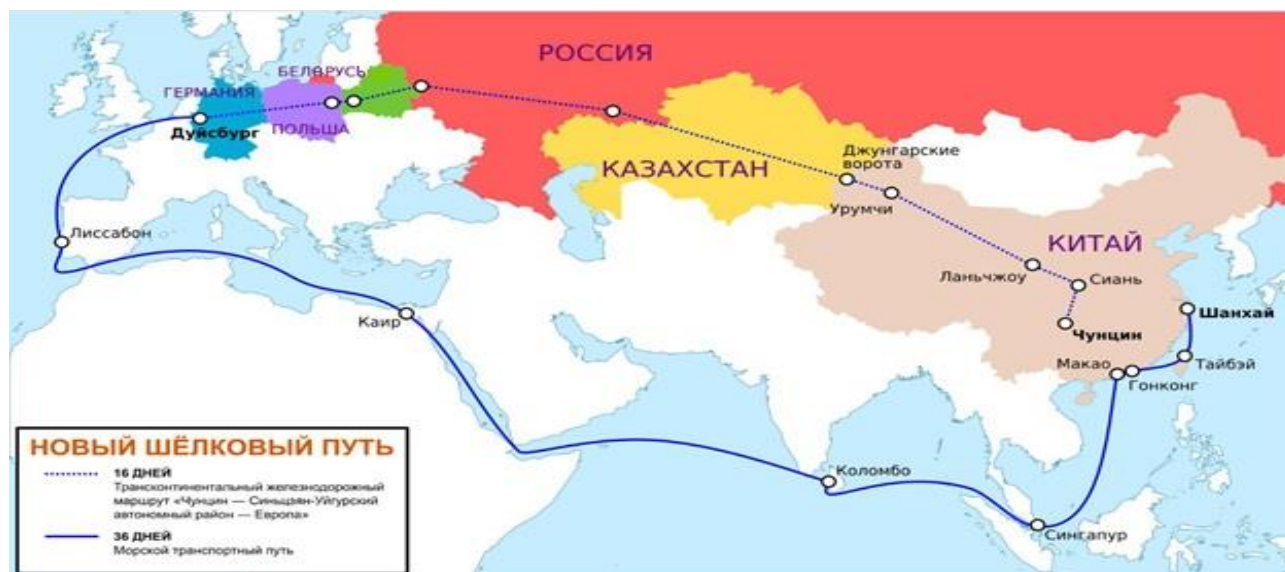 РОССИЯ
БЕЛАРУСЬ
ГЕРМАНИЯ
Дуйсбург
ПОЛЬША
КАЗАХСТАН
Джунгарские
ворота
Урумчи
КИТАЙ
Ланьчжоу
Сиань
Чунцин
Шанхай
Тайбэй
Макао
Гонконг
Лиссабон
Каир
Коломбо
Сингапур
НОВЫЙ ШЁЛКОВЫЙ ПУТЬ
16 ДНЕЙ
Трансконтинентальный железнодорожный
маршрут «Чунцин — Синьцзян-Уйгурский
автономный район — Европа»
36 ДНЕЙ
Морской транспортный путь